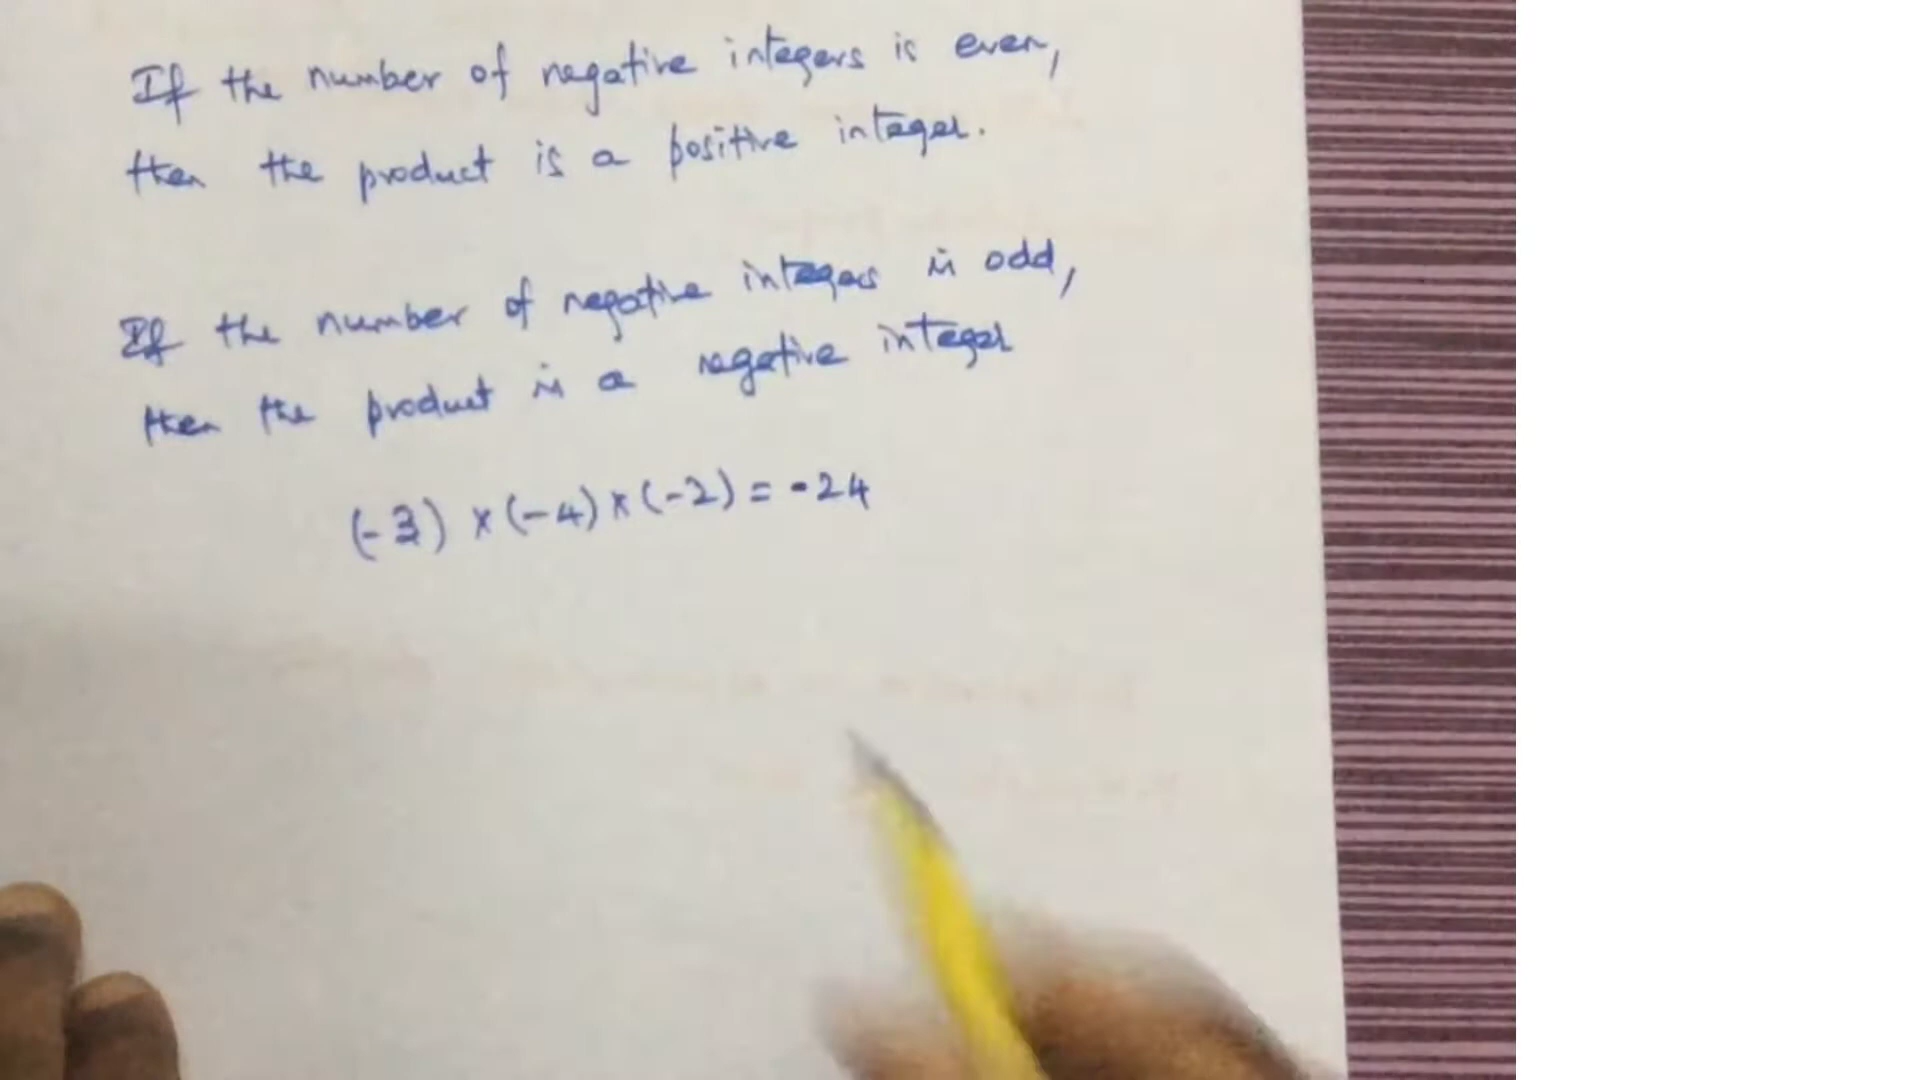 If the number of negative integers is even,
then the product is a positive integer.
If the number of negative integers is odd,
then the product is a negative integer
(-3) × (-4) × (-2) = -24